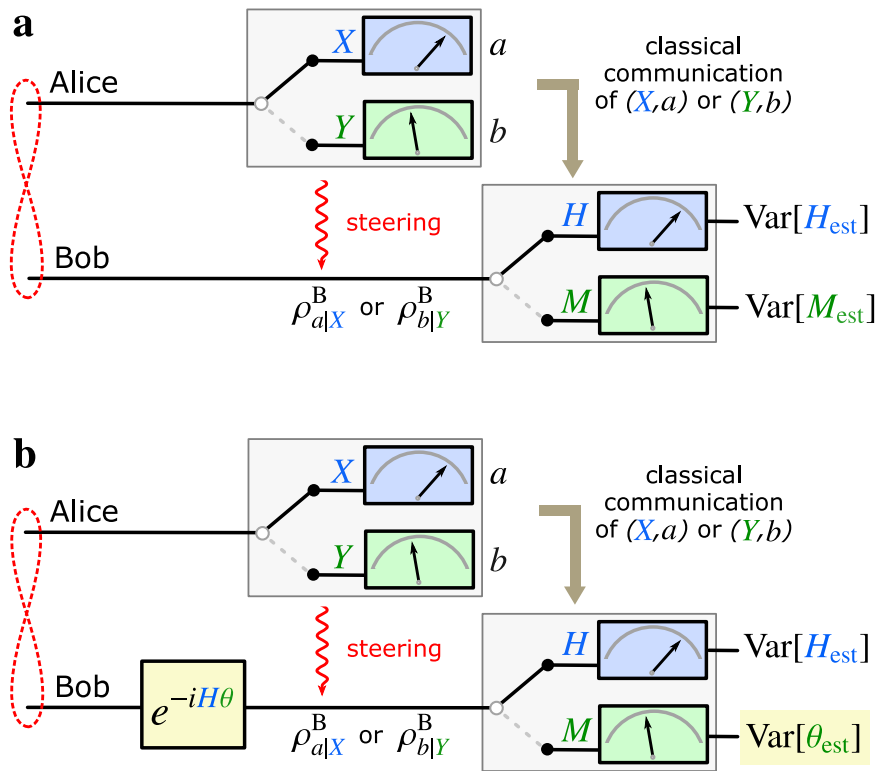 a
Alice
X
a
Y
b
classical
communication
of (X,a) or (Y,b)
steering
Bob
ρᴮa|X or ρᴮb|Y
H
Var[Hest]
M
Var[Mest]
b
Alice
X
a
Y
b
classical
communication
of (X,a) or (Y,b)
steering
Bob
e−iHθ
ρᴮa|X or ρᴮb|Y
H
Var[Hest]
M
Var[θest]